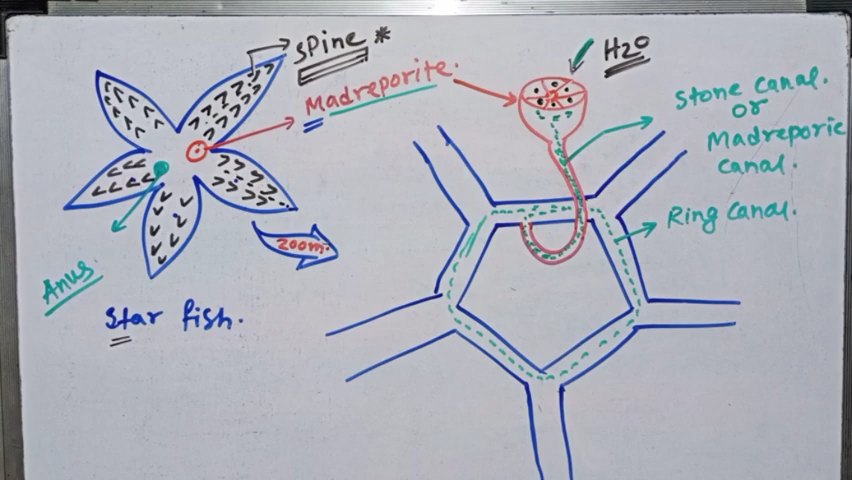 spine *
Madreporite.
H2O
Stone Canal.
or
Madreporic
canal.
Ring Canal.
Zoom.
Anus
Star fish.